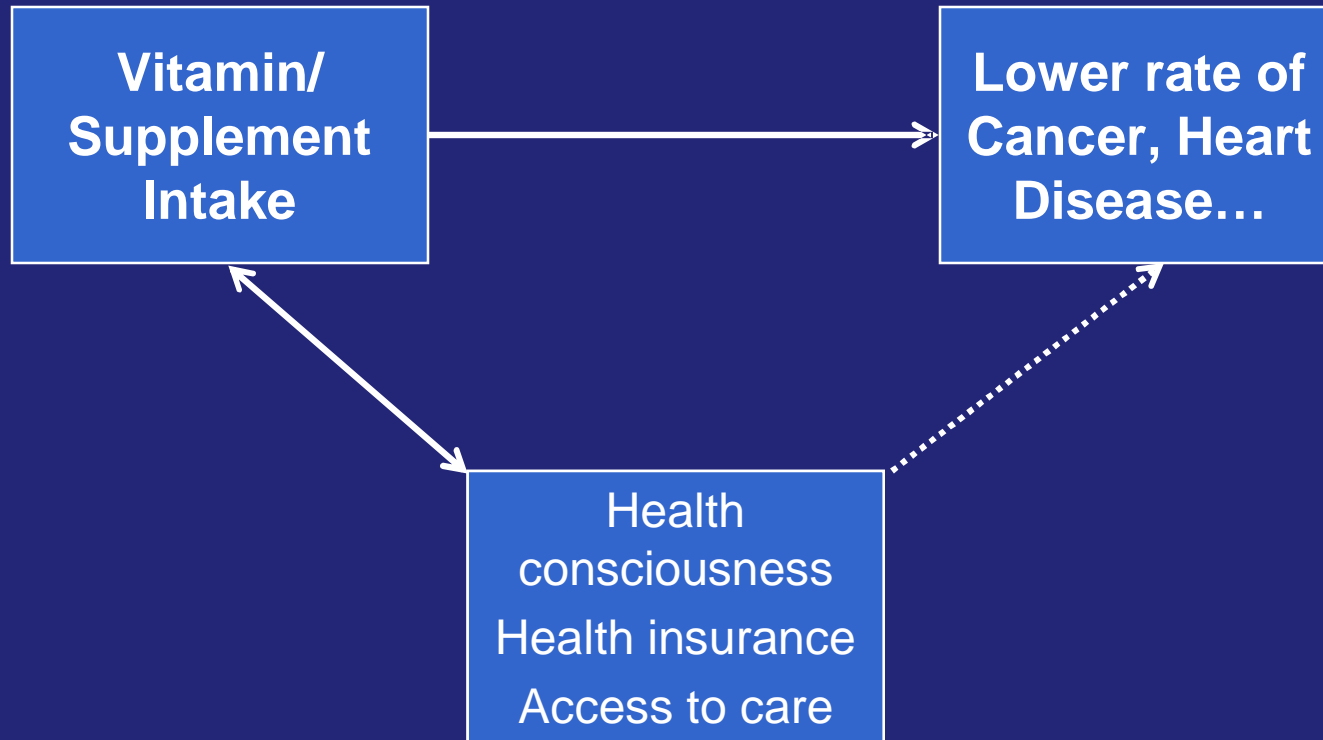 Vitamin/
Supplement
Intake
Lower rate of
Cancer, Heart
Disease…
Health
consciousness
Health insurance
Access to care